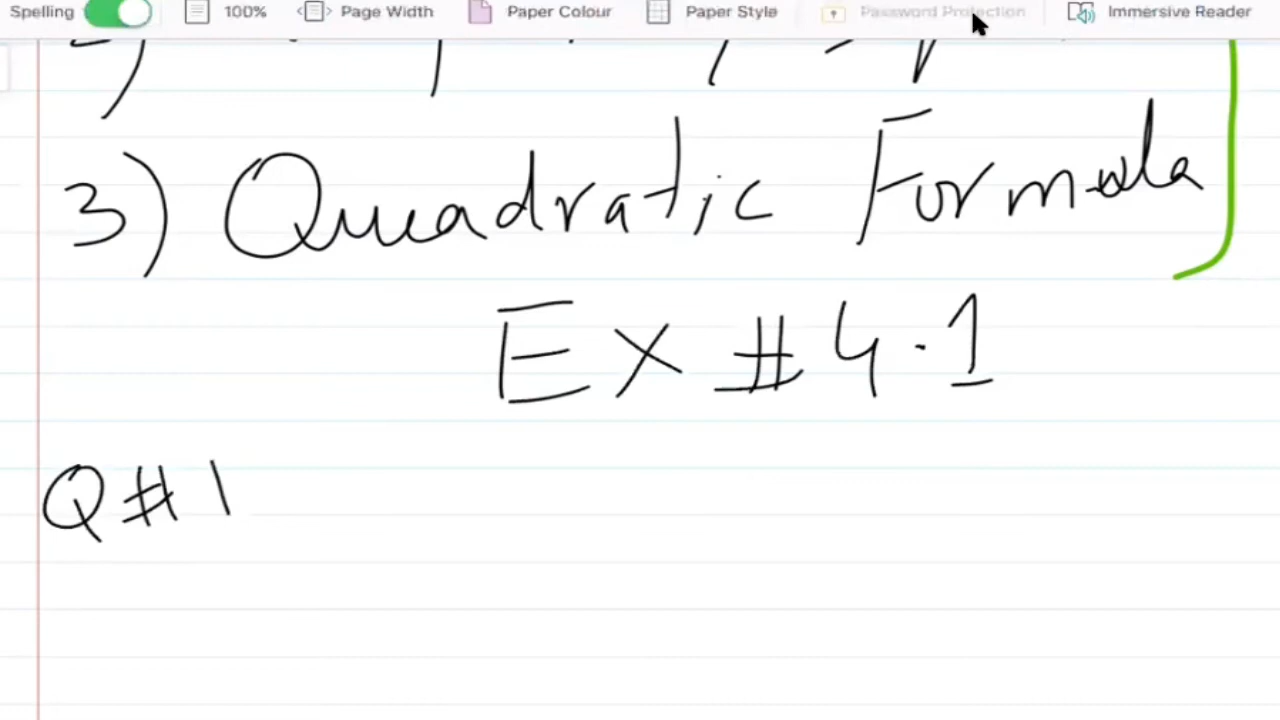 Spelling 100% Page Width Paper Colour Paper Style Password Protection Immersive Reader
3) Quadratic Formula
Ex #4.1
Q#1